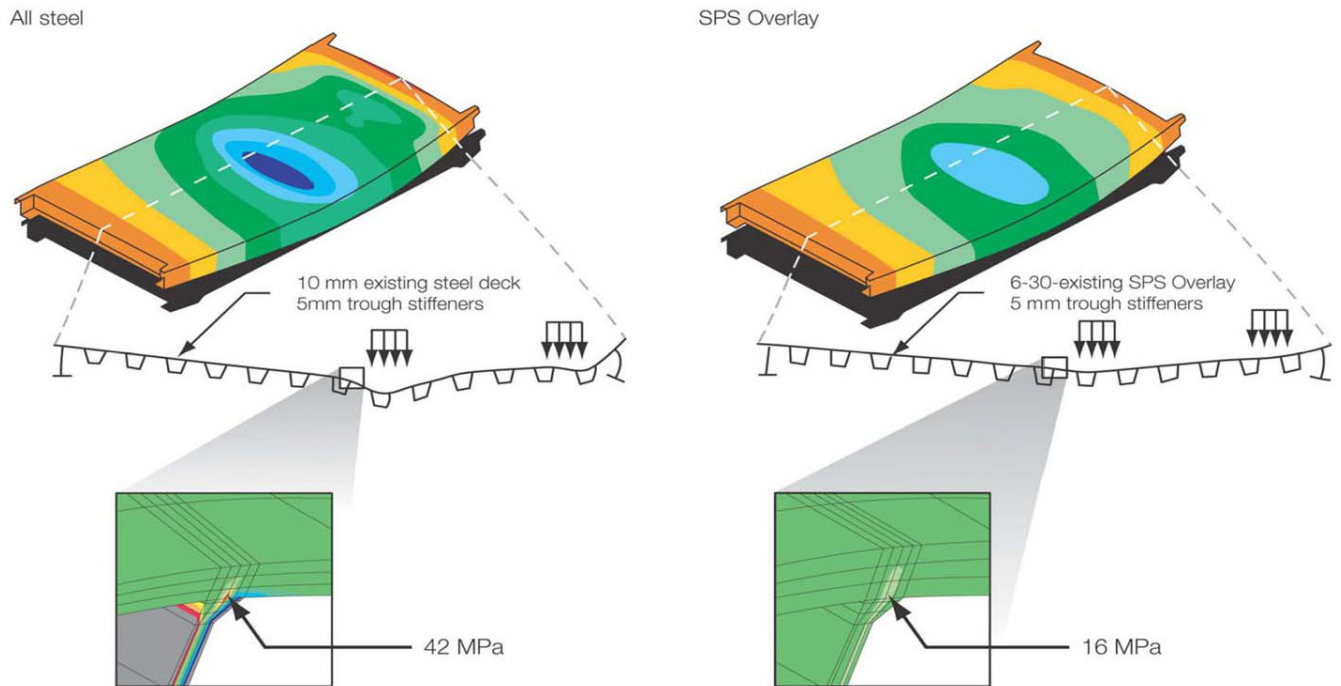 All steel
SPS Overlay
10 mm existing steel deck
5mm trough stiffeners
6-30-existing SPS Overlay
5 mm trough stiffeners
42 MPa
16 MPa